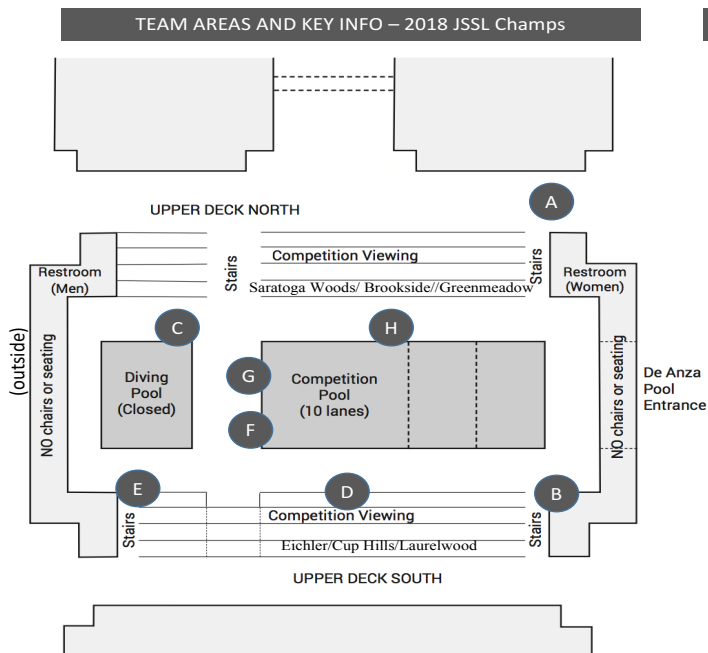 TEAM AREAS AND KEY INFO – 2018 JSSL Champs
A
UPPER DECK NORTH
Restroom
(Men)
Stairs
Competition Viewing
Stairs
Restroom
(Women)
Saratoga Woods/ Brookside//Greenmeadow
C
H
(outside)
NO chairs or seating
Diving
Pool
(Closed)
G
Competition
Pool
(10 lanes)
F
NO chairs or seating
De Anza
Pool
Entrance
E
D
B
Stairs
Competition Viewing
Stairs
Eichler/Cup Hills/Laurelwood
UPPER DECK SOUTH